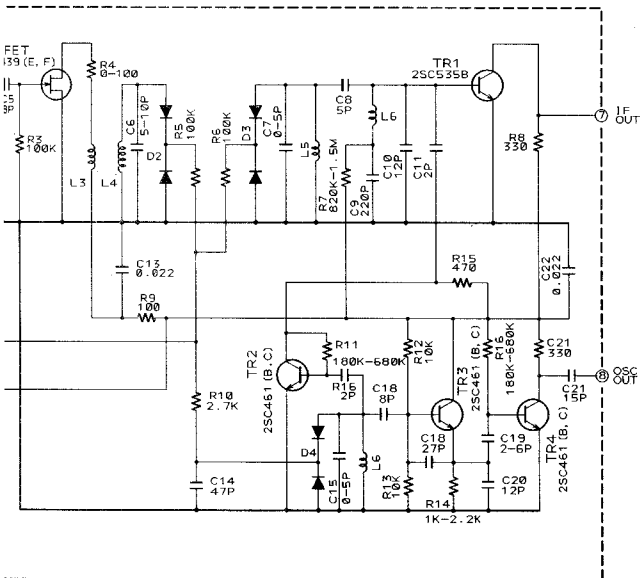 FET
439 (E, F)
C5
8P
R3
100K
R4
0-100
L3
L4
C6
5-10P
D2
R5
100K
R6
100K
D3
C7
0-5P
L5
C8
5P
R7
820K-1.5M
L6
C9
220P
C10
12P
C11
2P
TR1
2SC535B
R8
330
7
IF
OUT
C13
0.022
R9
100
R15
470
C22
0.022
R10
2.7K
C14
47P
TR2
2SC461 (B, C)
R11
180K-680K
R16
2P
D4
C15
0-5P
L6
C18
8P
R12
10K
R13
10K
C18
27P
TR3
2SC461 (B, C)
R14
1K-2.2K
R16
180K-680K
C19
2-6P
C20
12P
TR4
2SC461 (B, C)
C21
330
C21
15P
8
OSC
OUT